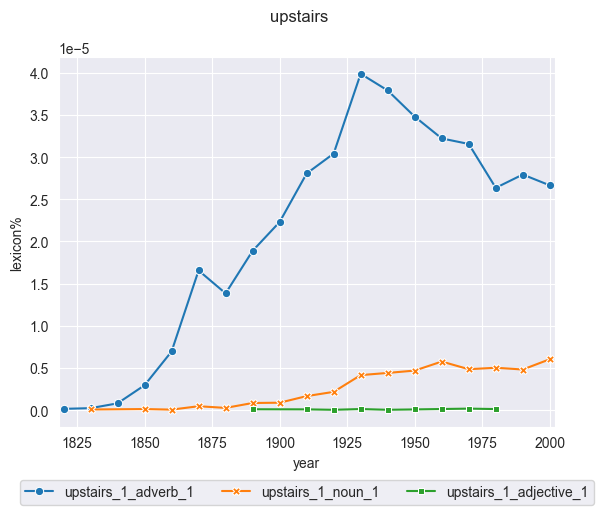 upstairs
1e−5
4.0
3.5
3.0
2.5
2.0
1.5
1.0
0.5
0.0
lexicon%
1825 1850 1875 1900 1925 1950 1975 2000
year
upstairs_1_adverb_1 upstairs_1_noun_1 upstairs_1_adjective_1